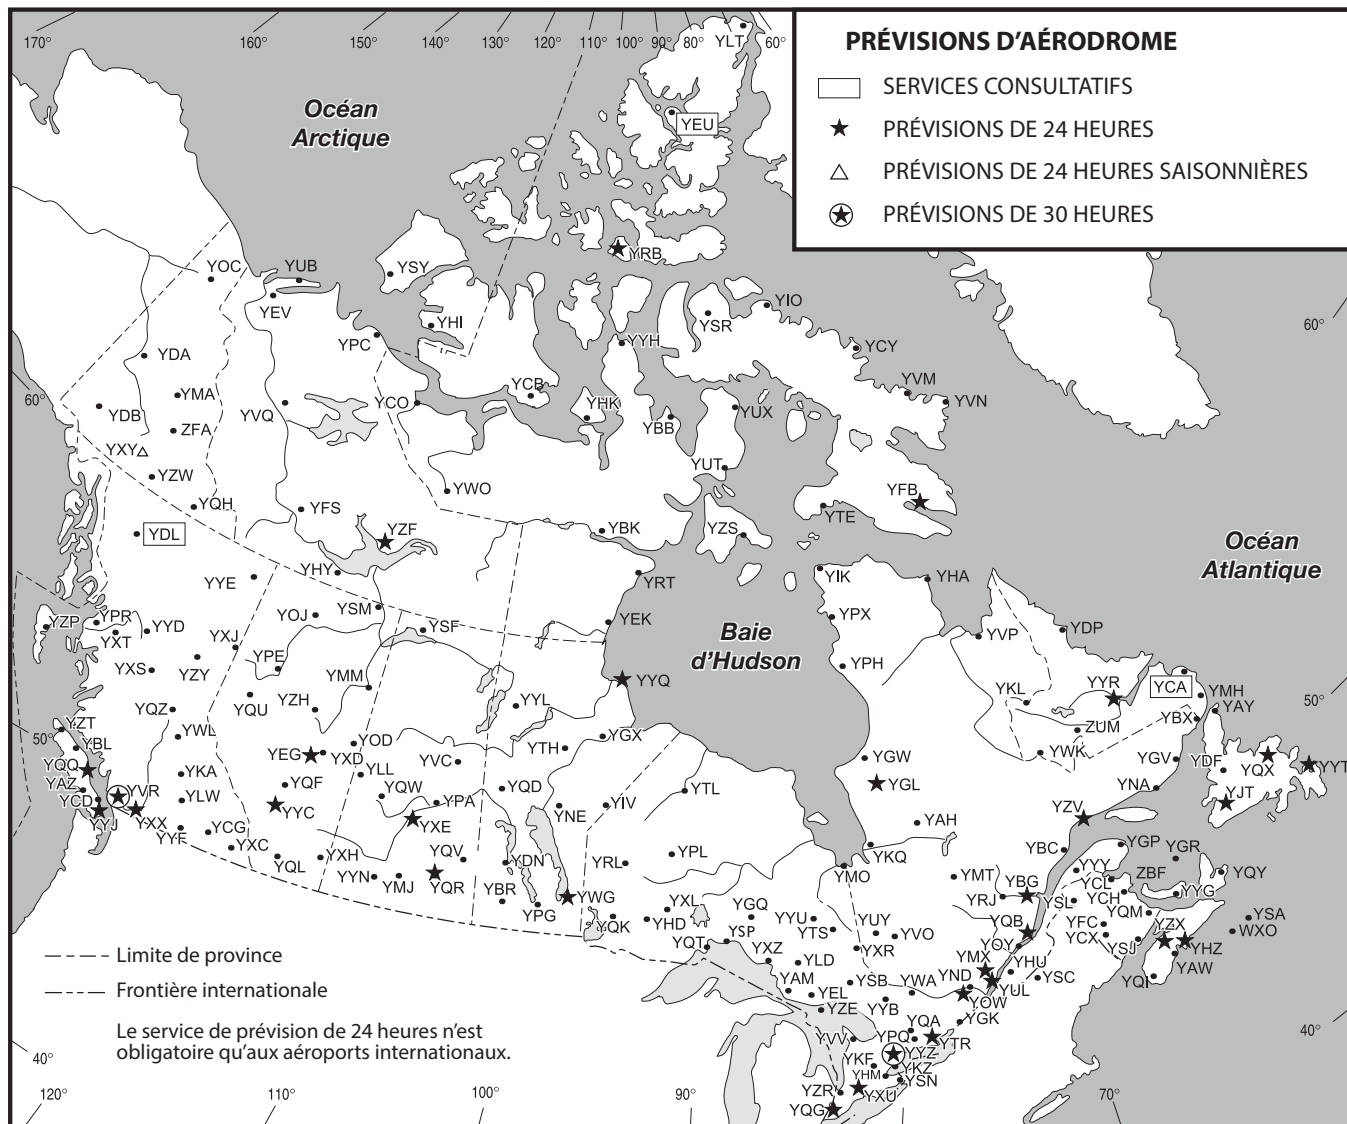 170°
160°
150°
140°
130°
120°
110°
100°
90°
80°
60°
YLT
PRÉVISIONS D'AÉRODROME
SERVICES CONSULTATIFS
PRÉVISIONS DE 24 HEURES
PRÉVISIONS DE 24 HEURES SAISONNIÈRES
PRÉVISIONS DE 30 HEURES
Océan
Arctique
YEU
YRB
YOC
YUB
YSY
YEV
YHI
YPC
YIO
YSR
60°
YYH
YCY
YDA
YCB
YVM
YMA
60°
YDB
YVQ
YCO
YHK
YBB
YUX
YVN
ZFA
YXY
YZW
YUT
YWO
YFB
YQH
YFS
YTE
YDL
YZF
YBK
YZS
Océan
Atlantique
YYE
YHY
YRT
YIK
YHA
YZP
YPR
YXT
YYD
YXJ
YOJ
YSM
YSF
YEK
YPX
Baie
d'Hudson
YVP
YDP
YXS
YZY
YPE
YMM
YPH
YYQ
YKL
YYR
YCA
YMH
50°
YQZ
YQU
YZH
YYL
YAY
YBX
ZUM
50°
YZT
YBL
YWL
YEG
YXD
YOD
YTH
YGX
YGW
YWK
YGV
YDF
YQX
YYT
YQQ
YKA
YLL
YVC
YAZ
YVR
YLW
YQF
YQW
YQD
YTL
YGL
YNA
YJT
YCD
YYJ
YXX
YYC
YPA
YXE
YNE
YIV
YZV
YYF
YCG
YXC
YQL
YXH
YQV
YDN
YRL
YPL
YAH
YKQ
YBC
YGP
YGR
YYY
ZBF
YQY
YYN
YMJ
YQR
YBR
YPG
YWG
YMO
YMT
YBG
YRJ
YCL
YCH
YYG
YSL
YQK
YHD
YXL
YGQ
YYU
YUY
YQB
YFC
YQM
YZX
YSA
YQT
YSP
YTS
YVO
YCX
YSJ
YHZ
WXO
YXZ
YLD
YXR
YMX
YOY
YHU
YAW
YAM
YSB
YWA
YND
YSC
YQI
YEL
YUL
YZE
YYB
YOW
YGK
YQA
YPQ
YVV
YTR
YYZ
YKF
YKZ
YHM
YSN
YZR
YXU
YQG
Limite de province
Frontière internationale
Le service de prévision de 24 heures n'est
obligatoire qu'aux aéroports internationaux.
40°
40°
120°
110°
100°
90°
70°